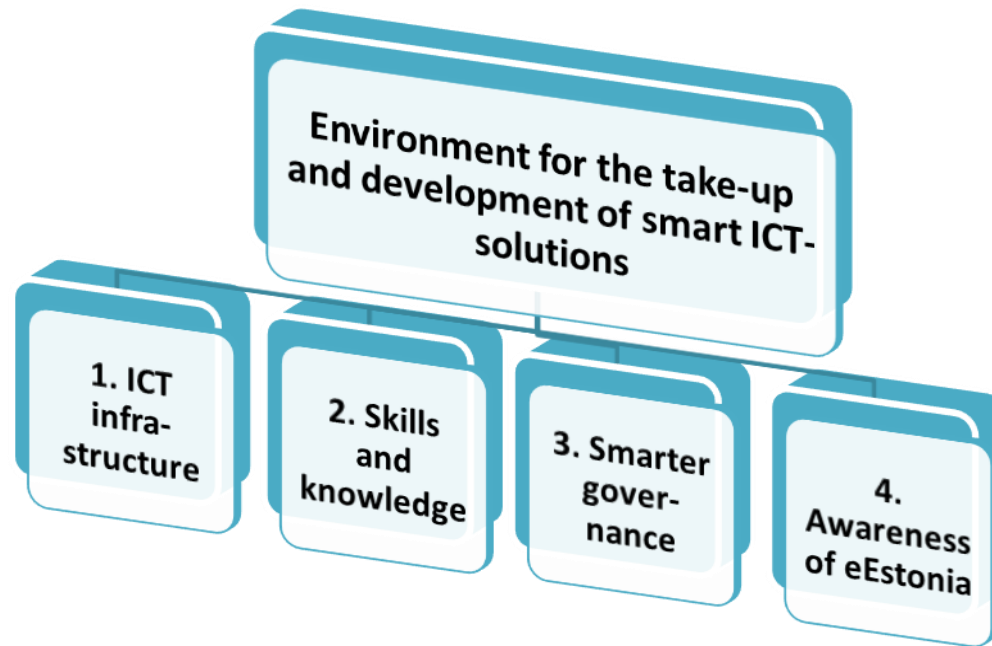 Environment for the take-up
and development of smart ICT-
solutions
1. ICT
infra-
structure
2. Skills
and
knowledge
3. Smarter
gover-
nance
4.
Awareness
of eEstonia